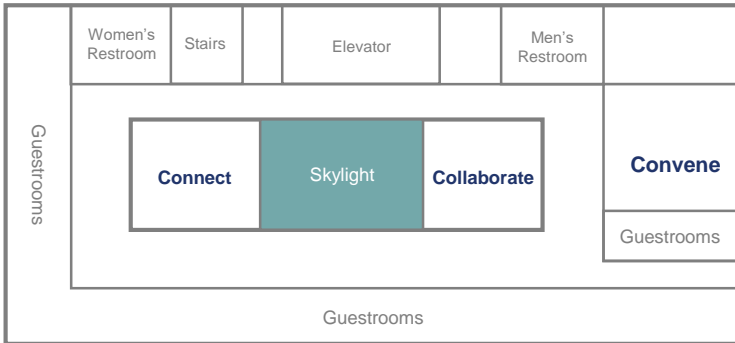 Women's
Restroom
Stairs
Elevator
Men's
Restroom
Guestrooms
Connect
Skylight
Collaborate
Convene
Guestrooms
Guestrooms